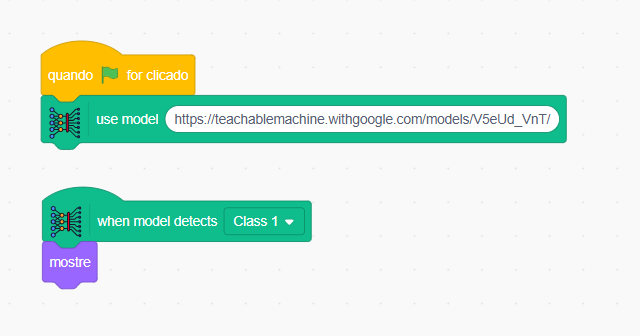 quando for clicado
use model https://teachablemachine.withgoogle.com/models/V5eUd_VnT/
when model detects Class 1
mostre